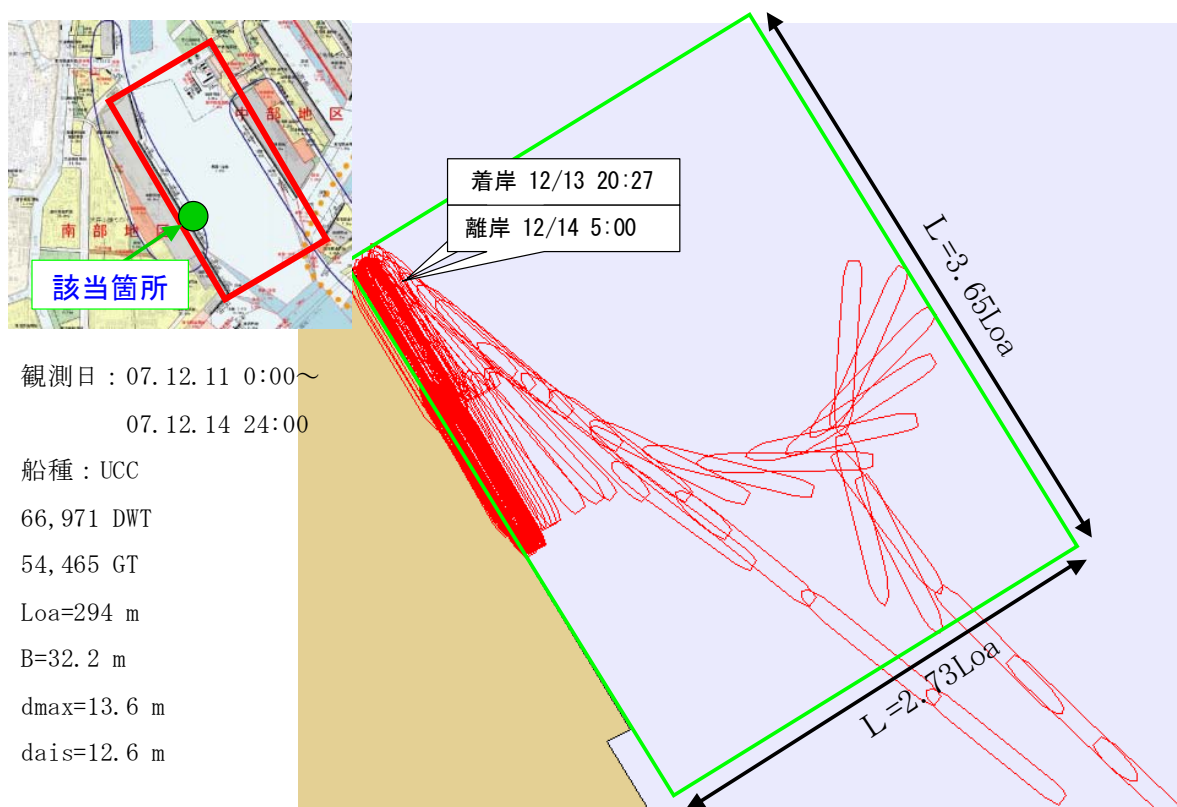 中部地区
南部地区
該当箇所
着岸 12/13 20:27
離岸 12/14 5:00
L=3.65Loa
L=2.73Loa
観測日：07.12.11 0:00～
07.12.14 24:00
船種：UCC
66,971 DWT
54,465 GT
Loa=294 m
B=32.2 m
dmax=13.6 m
dais=12.6 m